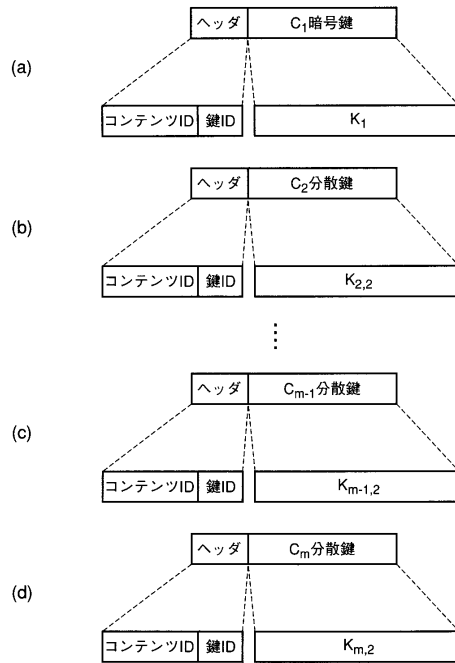 ヘッダ C1暗号鍵
(a)
コンテンツID 鍵ID K1
ヘッダ C2分散鍵
(b)
コンテンツID 鍵ID K2,2
⋮
ヘッダ Cm-1分散鍵
(c)
コンテンツID 鍵ID Km-1,2
ヘッダ Cm分散鍵
(d)
コンテンツID 鍵ID Km,2